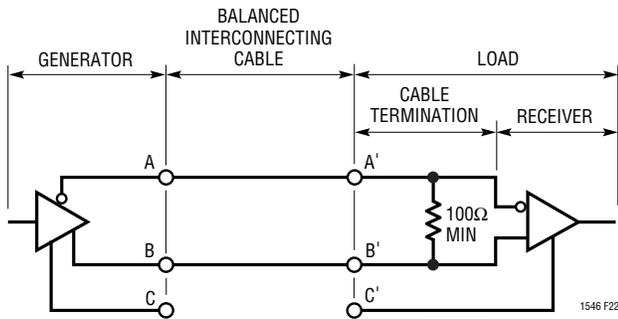 BALANCED
INTERCONNECTING
CABLE
GENERATOR
LOAD
CABLE
TERMINATION
RECEIVER
A
A'
100Ω
MIN
B
B'
C
C'
1546 F22